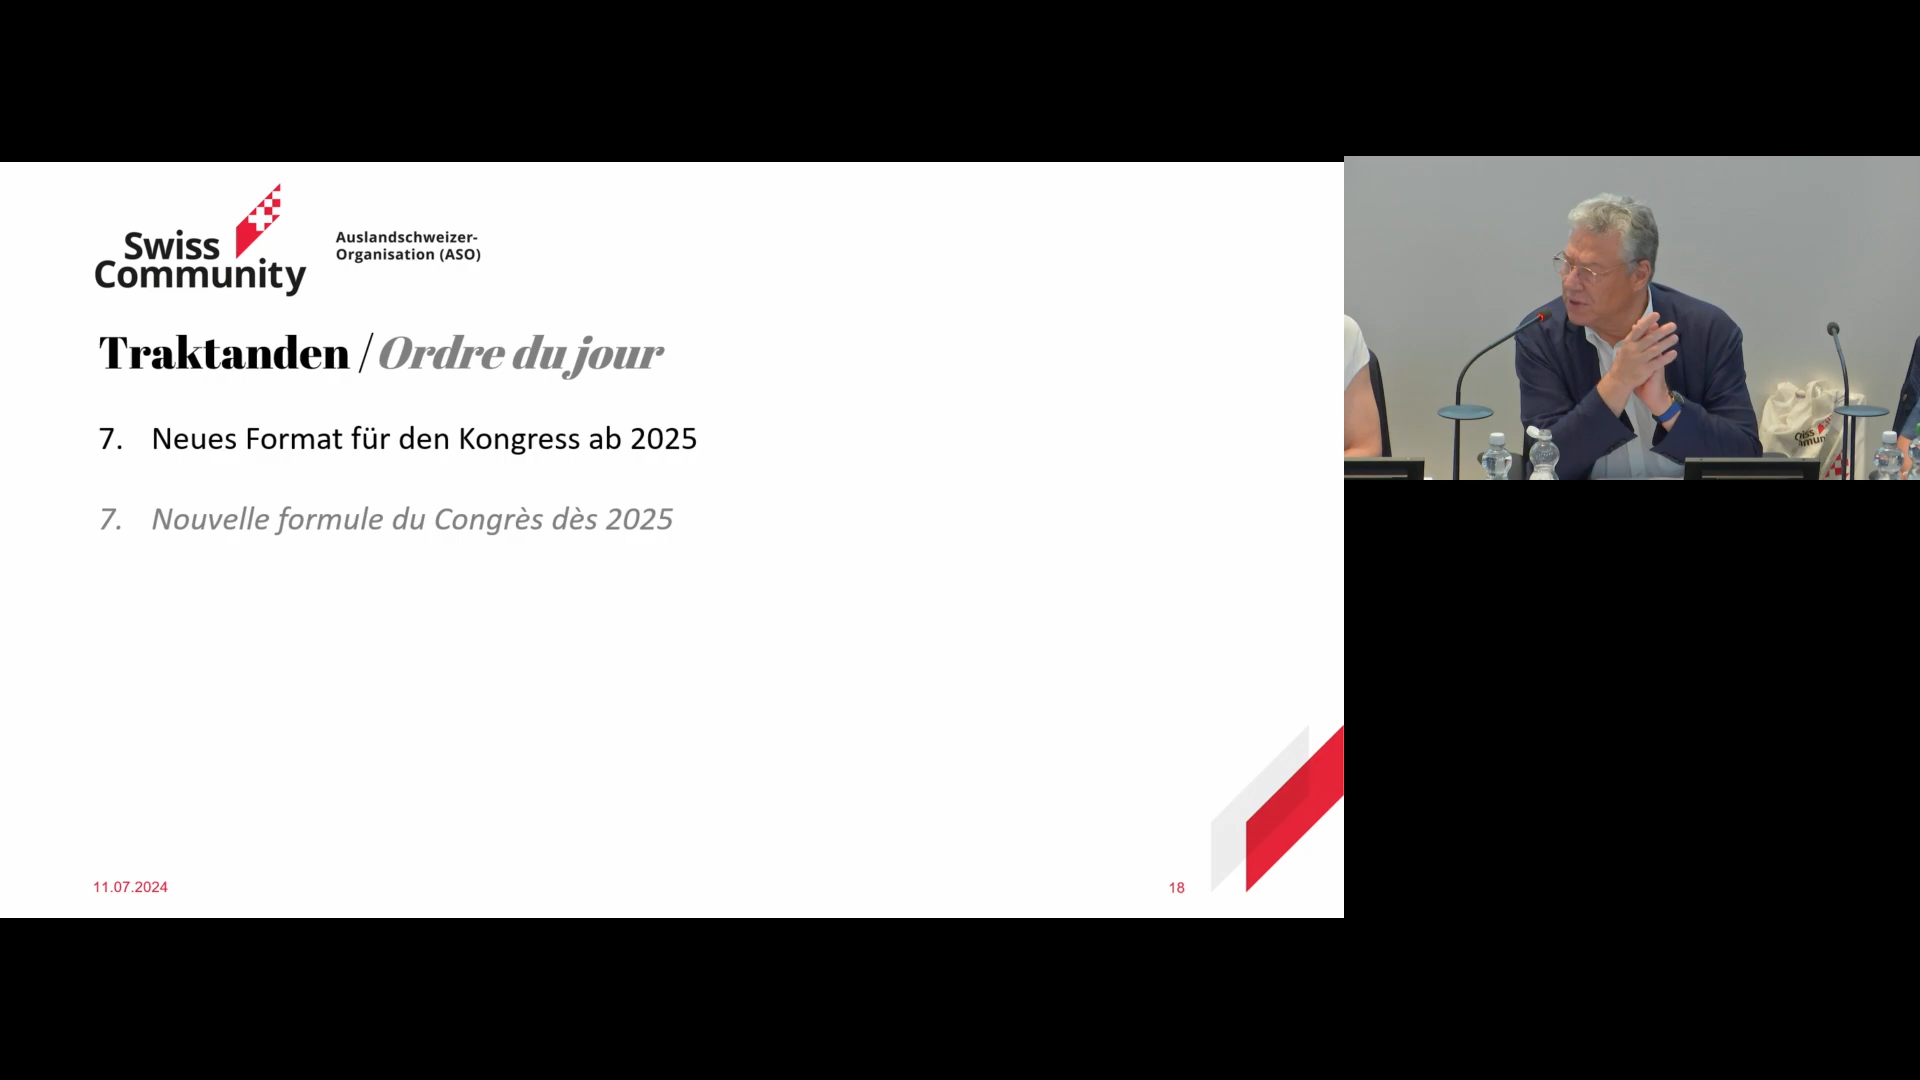 Swiss
Community
Auslandschweizer-
Organisation (ASO)
Traktanden / Ordre du jour
7. Neues Format für den Kongress ab 2025
7. Nouvelle formule du Congrès dès 2025
11.07.2024
18